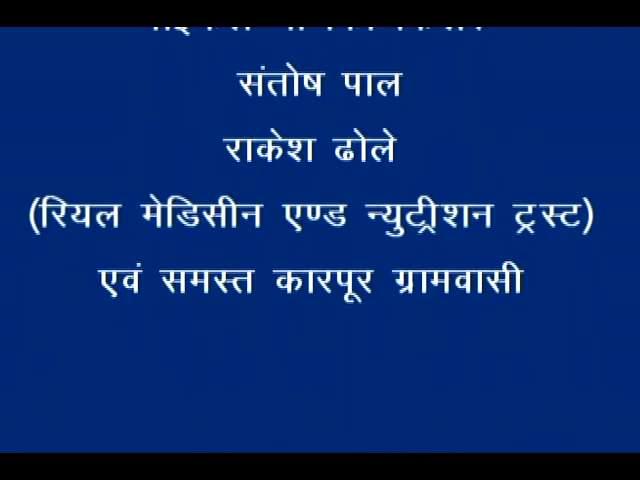 संतोष पाल
राकेश ढोले
(रियल मेडिसीन एण्ड न्युट्रीशन ट्रस्ट)
एवं समस्त कारपूर ग्रामवासी